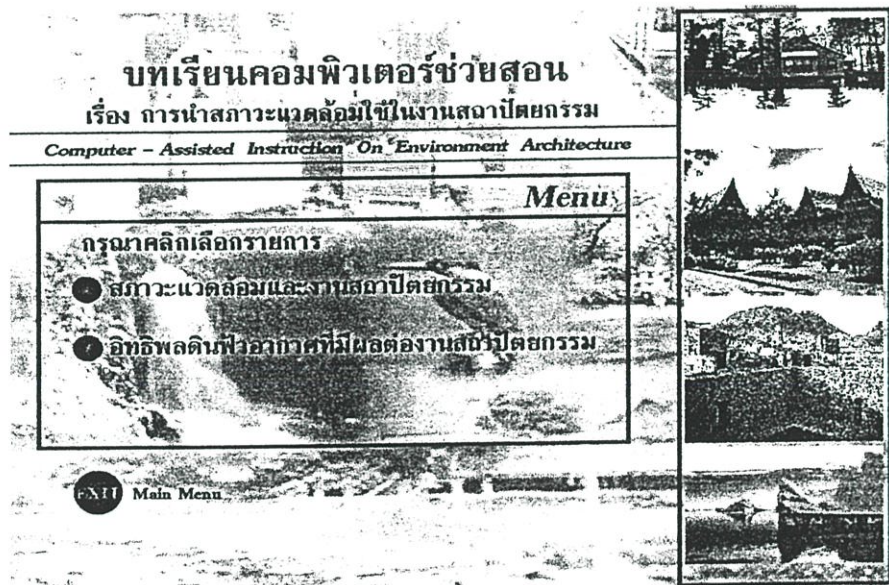 บทเรียนคอมพิวเตอร์ช่วยสอน
เรื่อง การนำสภาวะแวดล้อมใช้ในงานสถาปัตยกรรม
Computer - Assisted Instruction On Environment Architecture
Menu
กรุณาคลิกเลือกรายการ
สภาวะแวดล้อมและงานสถาปัตยกรรม
อิทธิพลดินฟ้าอากาศที่มีผลต่องานสถาปัตยกรรม
EXIT Main Menu